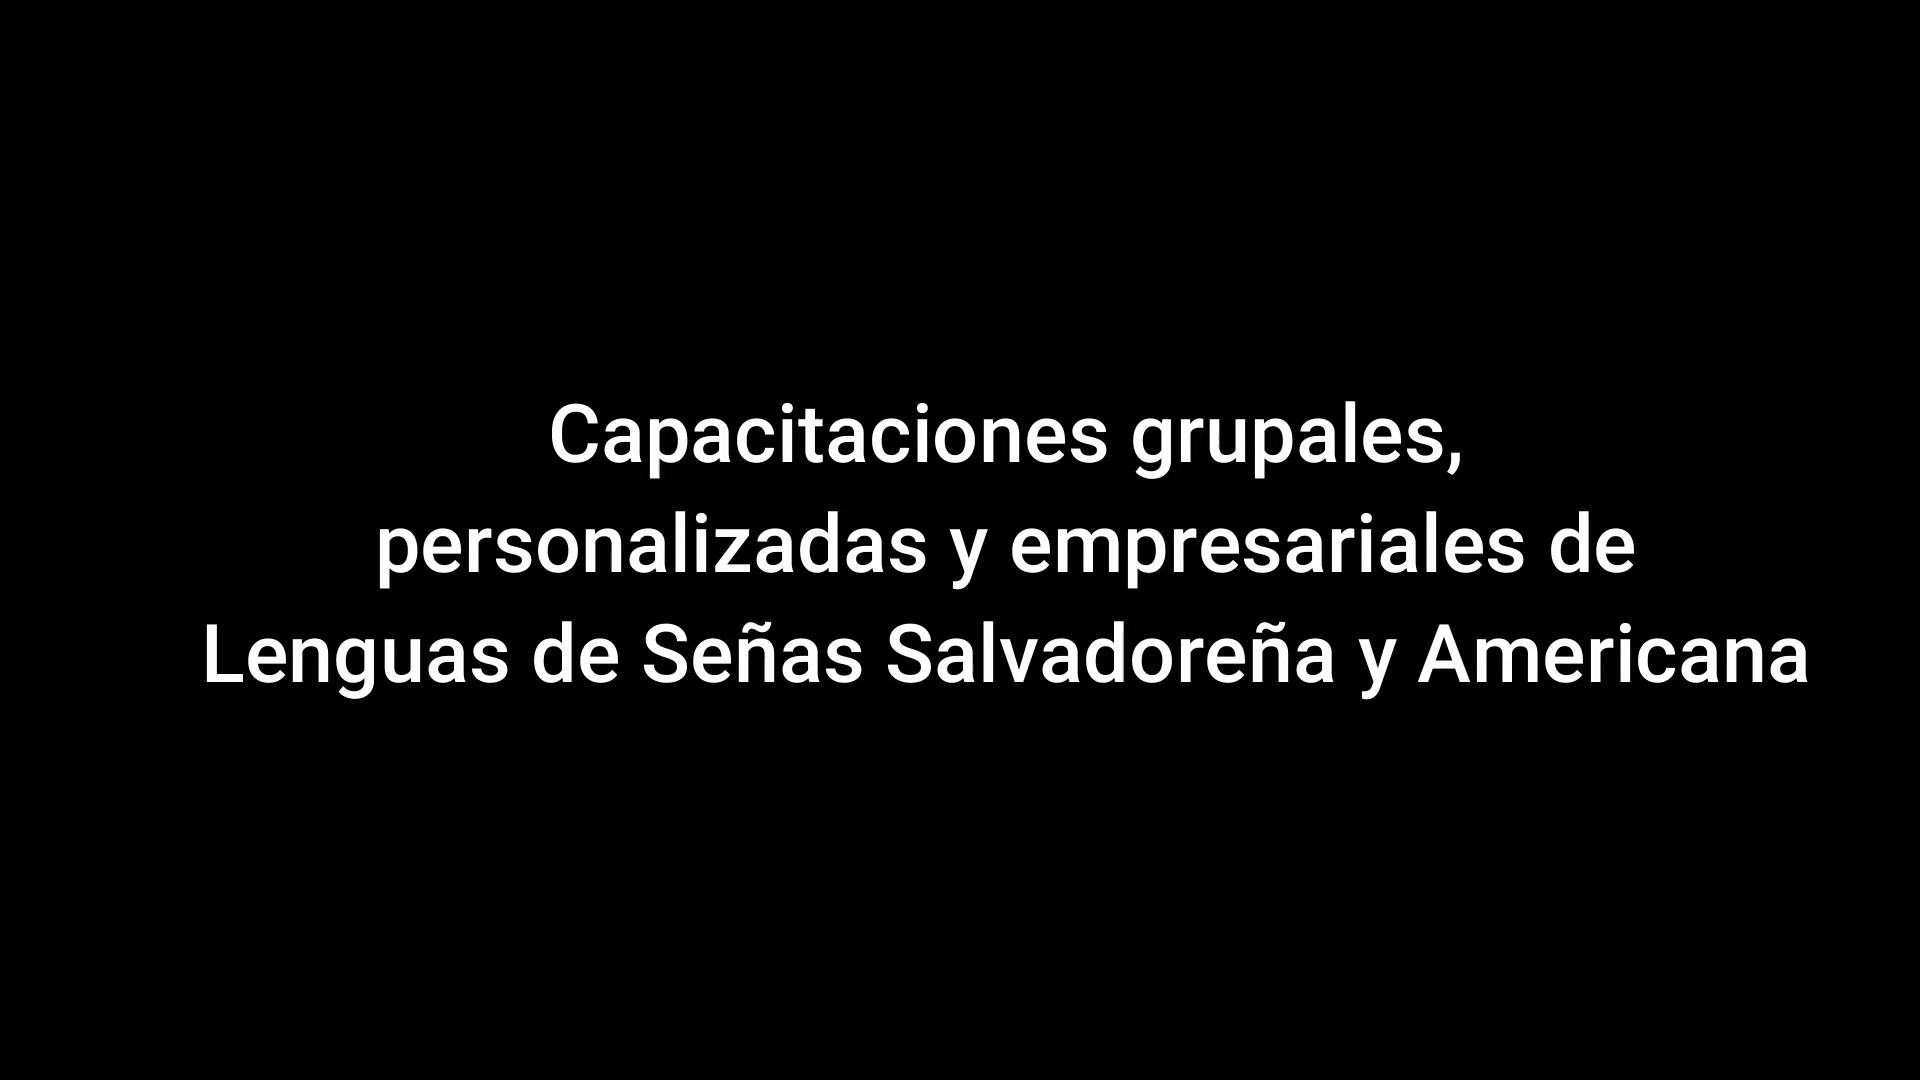 Capacitaciones grupales,
personalizadas y empresariales de
Lenguas de Señas Salvadoreña y Americana